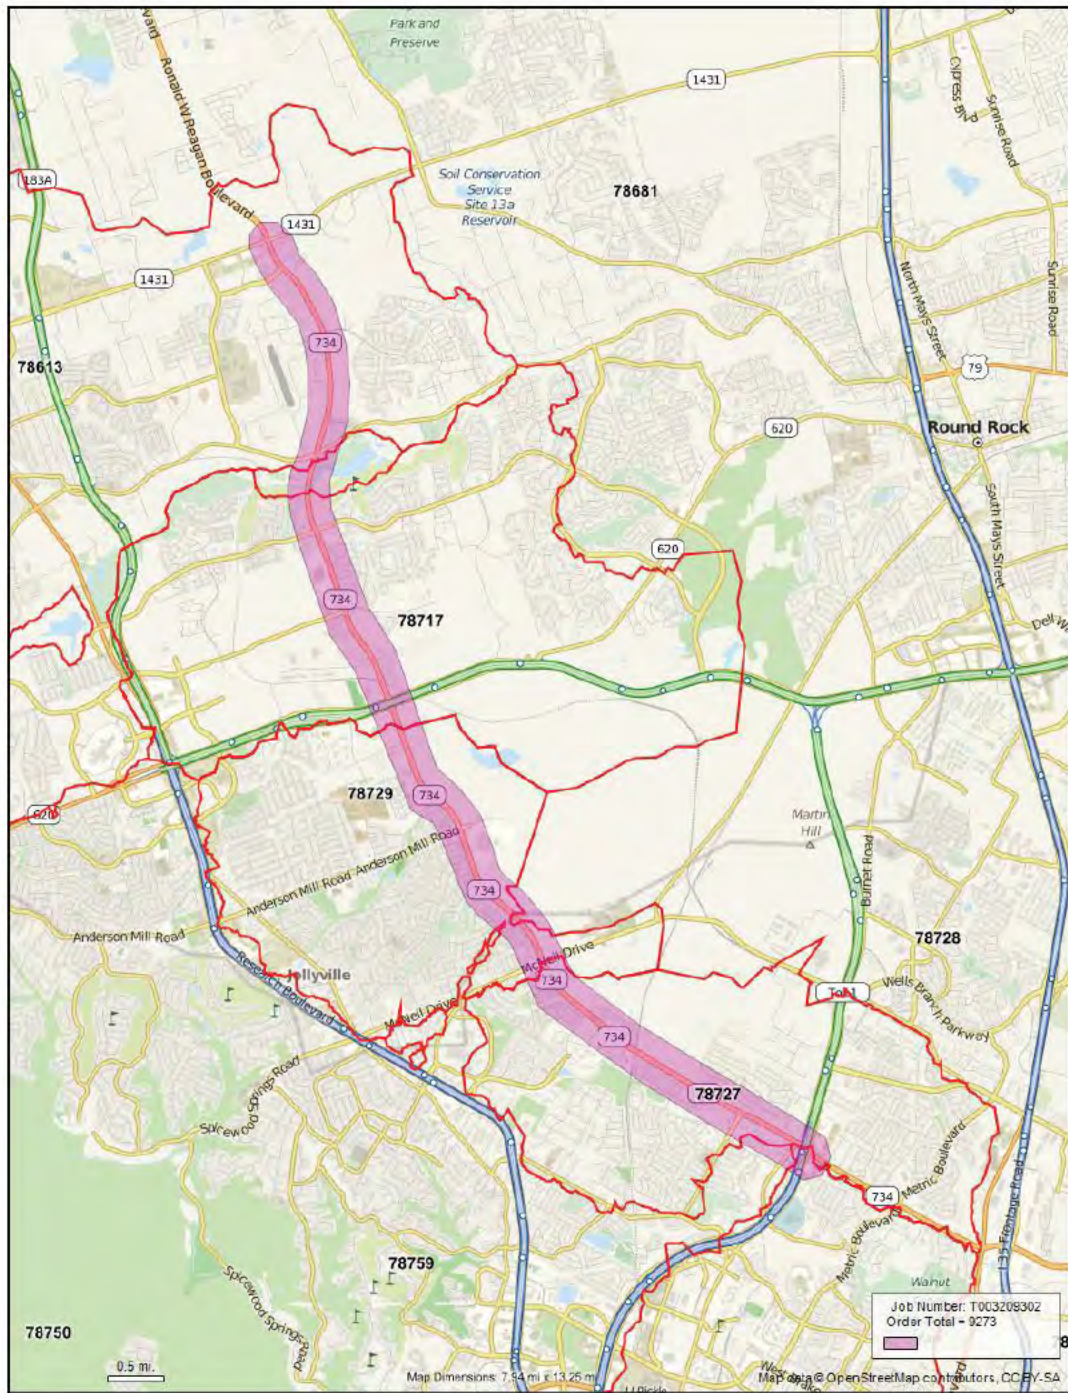 Park and
Preserve
Ronald W Reagan Boulevard
1431
Cypress Blvd
Sunrise Road
183A
Soil Conservation
Service
Site 13a
Reservoir
78681
1431
1431
North Mays Street
Sunrise Road
734
78613
79
Round Rock
620
620
South Mays Street
734
78717
78729
734
620
Martin
Hill
Anderson Mill Road
Anderson Mill Road
734
Burnet Road
Anderson Mill Road
78728
McNeil Drive
Jollyville
Research Boulevard
734
Wells Branch Parkway
McNeil Drive
734
Spicewood Springs Road
78727
Metric Boulevard
734
I 35 Frontage Road
Metric Boulevard
78759
Spicewood Springs Road
Walnut
Job Number: T003209302
Order Total = 9273
78750
0.5 mi.
Map Dimensions: 7.94 mi x 13.25 mi
Map data © OpenStreetMap contributors, CC BY-SA